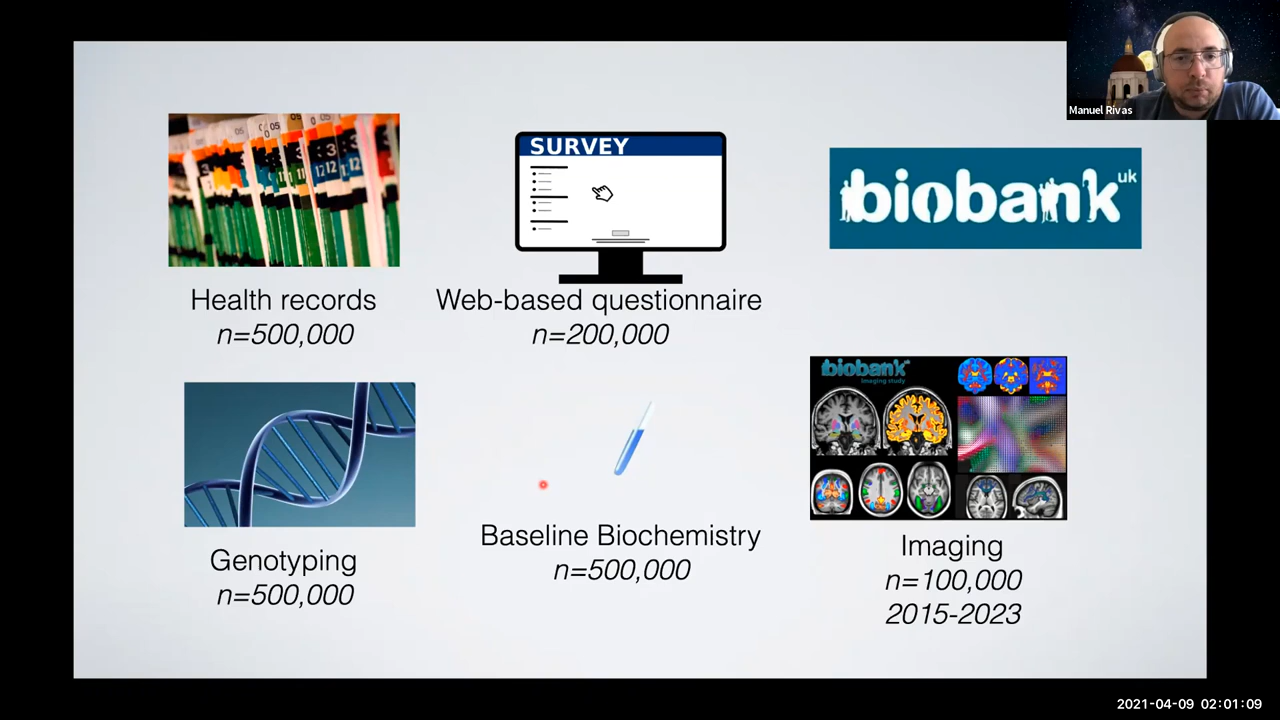 Manuel Rivas
SURVEY
biobank uk
Health records
n=500,000
Web-based questionnaire
n=200,000
biobank uk
imaging study
Genotyping
n=500,000
Baseline Biochemistry
n=500,000
Imaging
n=100,000
2015-2023
2021-04-09 02:01:09